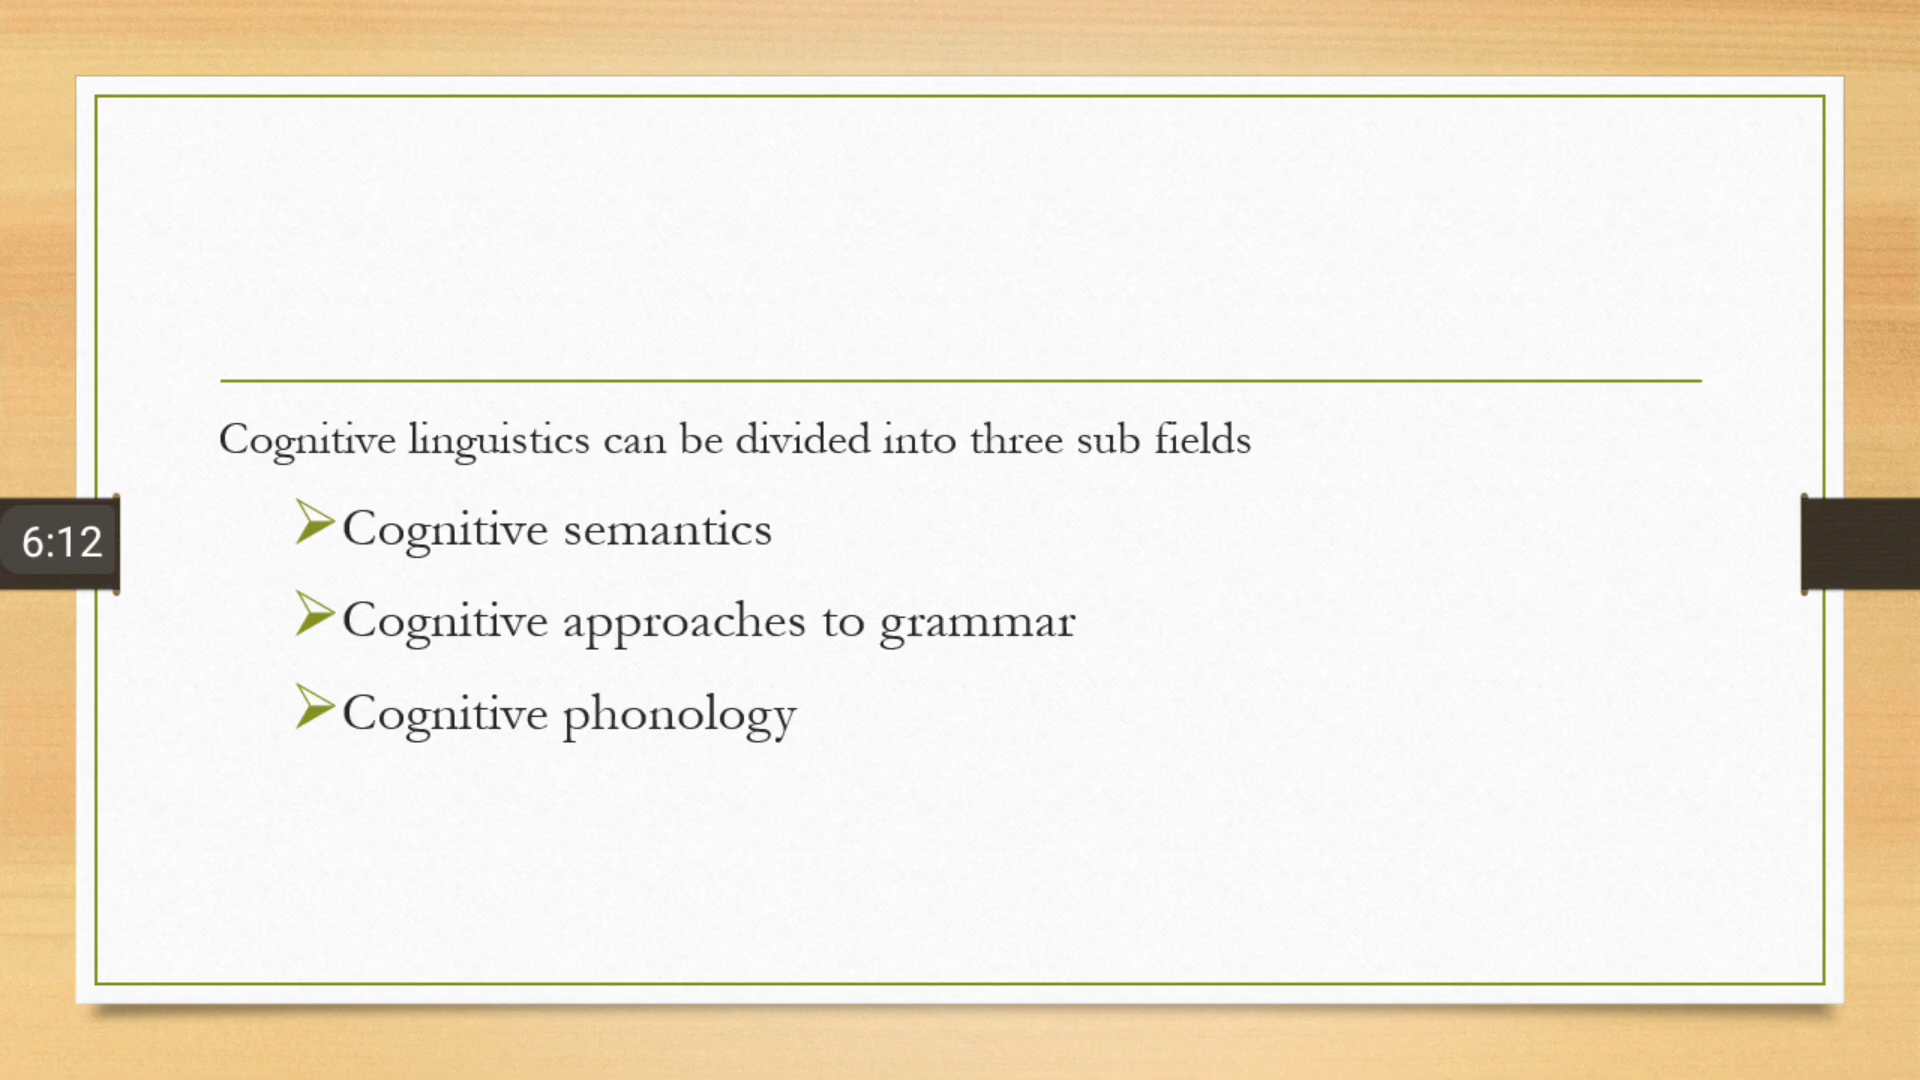 Cognitive linguistics can be divided into three sub fields
Cognitive semantics
6:12
Cognitive approaches to grammar
Cognitive phonology